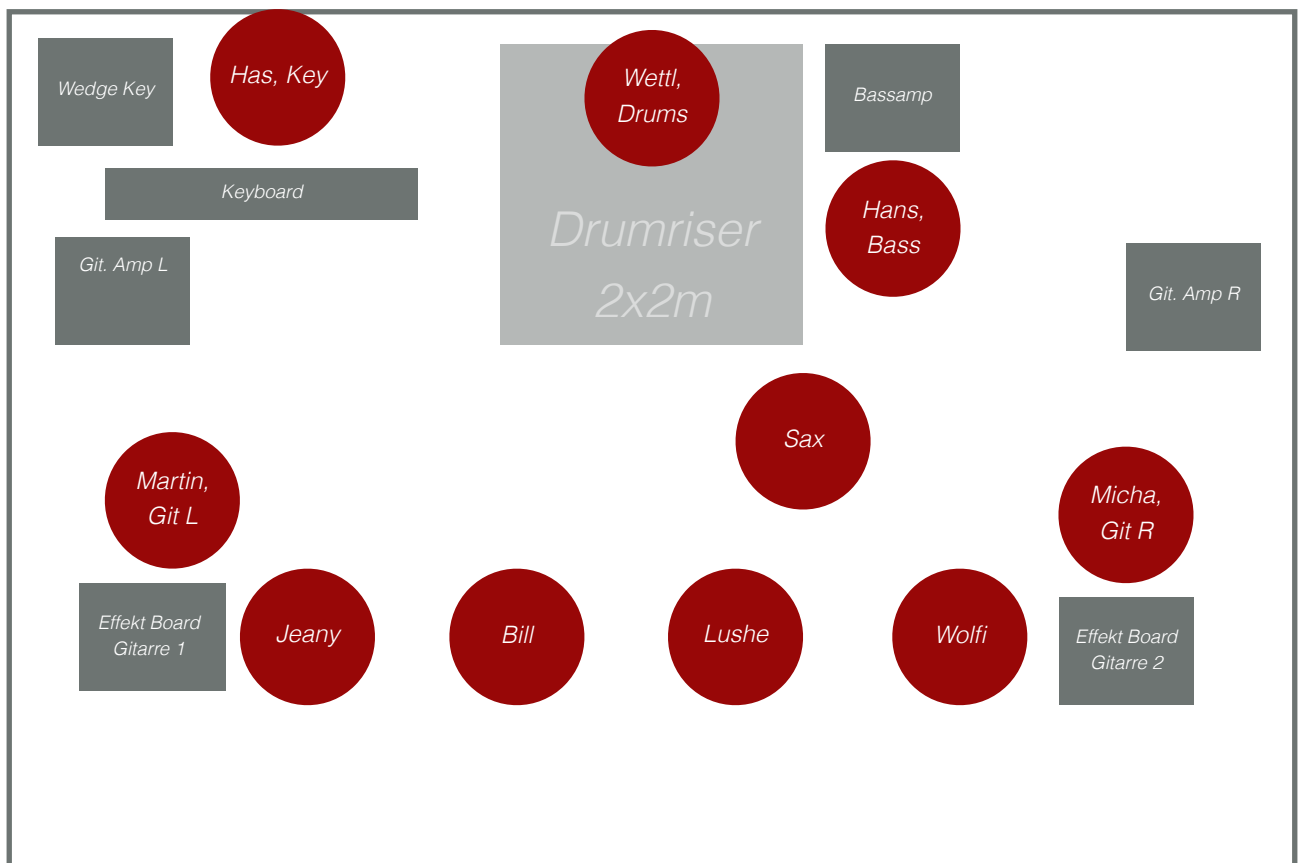 Wedge Key
Has, Key
Wettl,
Drums
Bassamp
Keyboard
Drumriser
2x2m
Hans,
Bass
Git. Amp L
Git. Amp R
Sax
Martin,
Git L
Micha,
Git R
Effekt Board
Gitarre 1
Jeany
Bill
Lushe
Wolfi
Effekt Board
Gitarre 2